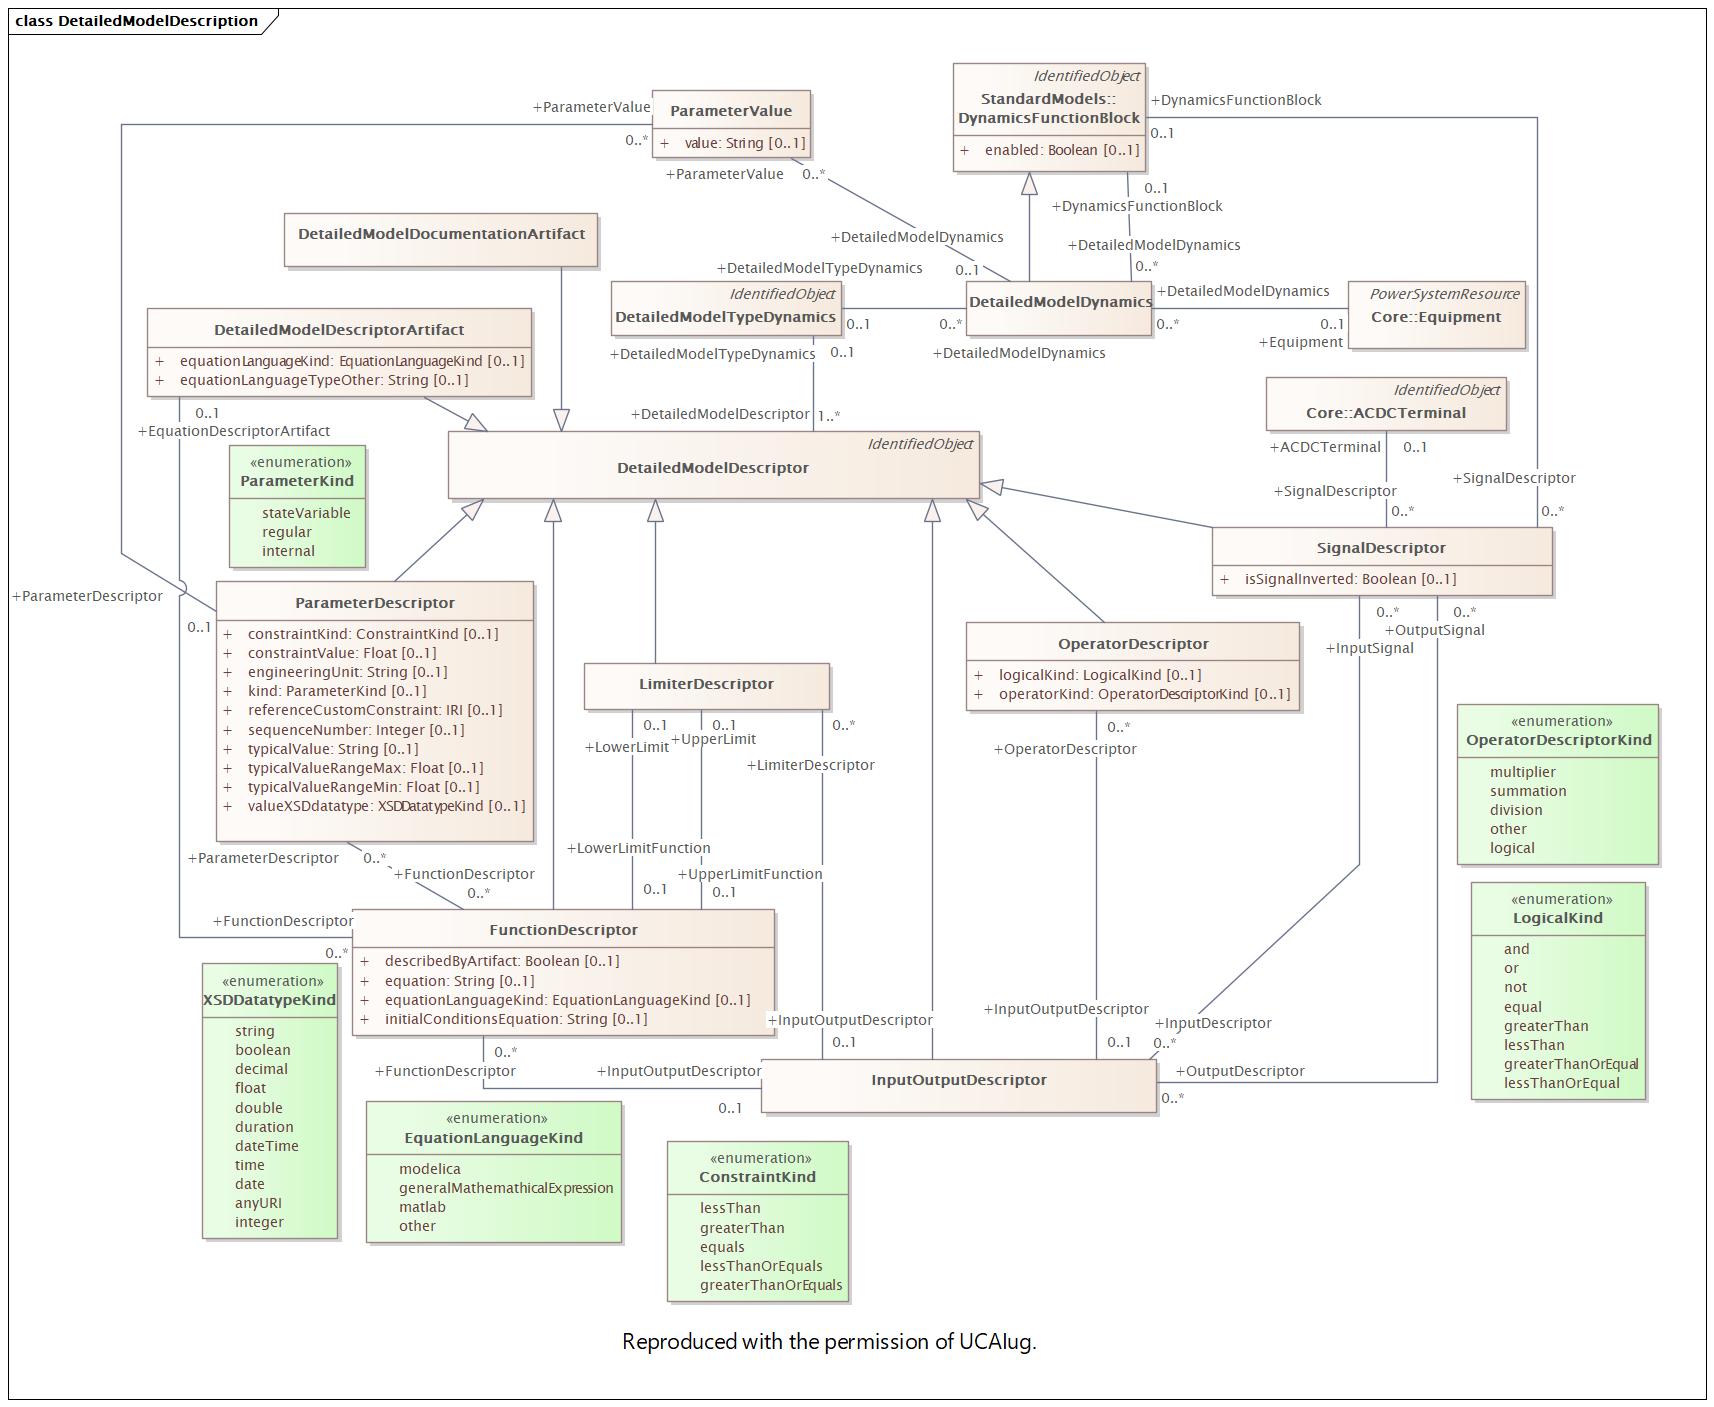 class DetailedModelDescription
+ParameterValue
0..*
ParameterValue
+ value: String [0..1]
+ParameterValue 0..*
IdentifiedObject
StandardModels::
DynamicsFunctionBlock
+ enabled: Boolean [0..1]
+DynamicsFunctionBlock
0..1
0..1
+DynamicsFunctionBlock
DetailedModelDocumentationArtifact
+DetailedModelDynamics
0..1
+DetailedModelDynamics
0..*
+DetailedModelTypeDynamics
IdentifiedObject
DetailedModelTypeDynamics
0..1
0..*
DetailedModelDynamics
+DetailedModelDynamics
+DetailedModelDynamics
0..*
0..1
+Equipment
PowerSystemResource
Core::Equipment
DetailedModelDescriptorArtifact
+ equationLanguageKind: EquationLanguageKind [0..1]
+ equationLanguageTypeOther: String [0..1]
+DetailedModelTypeDynamics 0..1
0..1
+EquationDescriptorArtifact
+DetailedModelDescriptor 1..*
IdentifiedObject
Core::ACDCTerminal
+ACDCTerminal 0..1
IdentifiedObject
DetailedModelDescriptor
«enumeration»
ParameterKind
stateVariable
regular
internal
+SignalDescriptor
0..*
+SignalDescriptor
0..*
SignalDescriptor
+ isSignalInverted: Boolean [0..1]
+ParameterDescriptor
0..1
ParameterDescriptor
+ constraintKind: ConstraintKind [0..1]
+ constraintValue: Float [0..1]
+ engineeringUnit: String [0..1]
+ kind: ParameterKind [0..1]
+ referenceCustomConstraint: IRI [0..1]
+ sequenceNumber: Integer [0..1]
+ typicalValue: String [0..1]
+ typicalValueRangeMax: Float [0..1]
+ typicalValueRangeMin: Float [0..1]
+ valueXSDdatatype: XSDDatatypeKind [0..1]
0..*
+InputSignal
0..*
+OutputSignal
OperatorDescriptor
+ logicalKind: LogicalKind [0..1]
+ operatorKind: OperatorDescriptorKind [0..1]
LimiterDescriptor
0..1
+LowerLimit
0..1
+UpperLimit
0..*
+LimiterDescriptor
0..*
+OperatorDescriptor
«enumeration»
OperatorDescriptorKind
multiplier
summation
division
other
logical
+ParameterDescriptor 0..*
+FunctionDescriptor
0..*
+LowerLimitFunction
0..1
+UpperLimitFunction
0..1
+FunctionDescriptor
0..*
FunctionDescriptor
+ describedByArtifact: Boolean [0..1]
+ equation: String [0..1]
+ equationLanguageKind: EquationLanguageKind [0..1]
+ initialConditionsEquation: String [0..1]
«enumeration»
LogicalKind
and
or
not
equal
greaterThan
lessThan
greaterThanOrEqual
lessThanOrEqual
«enumeration»
XSDDatatypeKind
string
boolean
decimal
float
double
duration
dateTime
time
date
anyURI
integer
+InputOutputDescriptor
0..1
+InputOutputDescriptor
0..1
+InputDescriptor
0..*
0..*
+FunctionDescriptor
+InputOutputDescriptor
0..1
InputOutputDescriptor
+OutputDescriptor
0..*
«enumeration»
EquationLanguageKind
modelica
generalMathemathicalExpression
matlab
other
«enumeration»
ConstraintKind
lessThan
greaterThan
equals
lessThanOrEquals
greaterThanOrEquals
Reproduced with the permission of UCAIug.